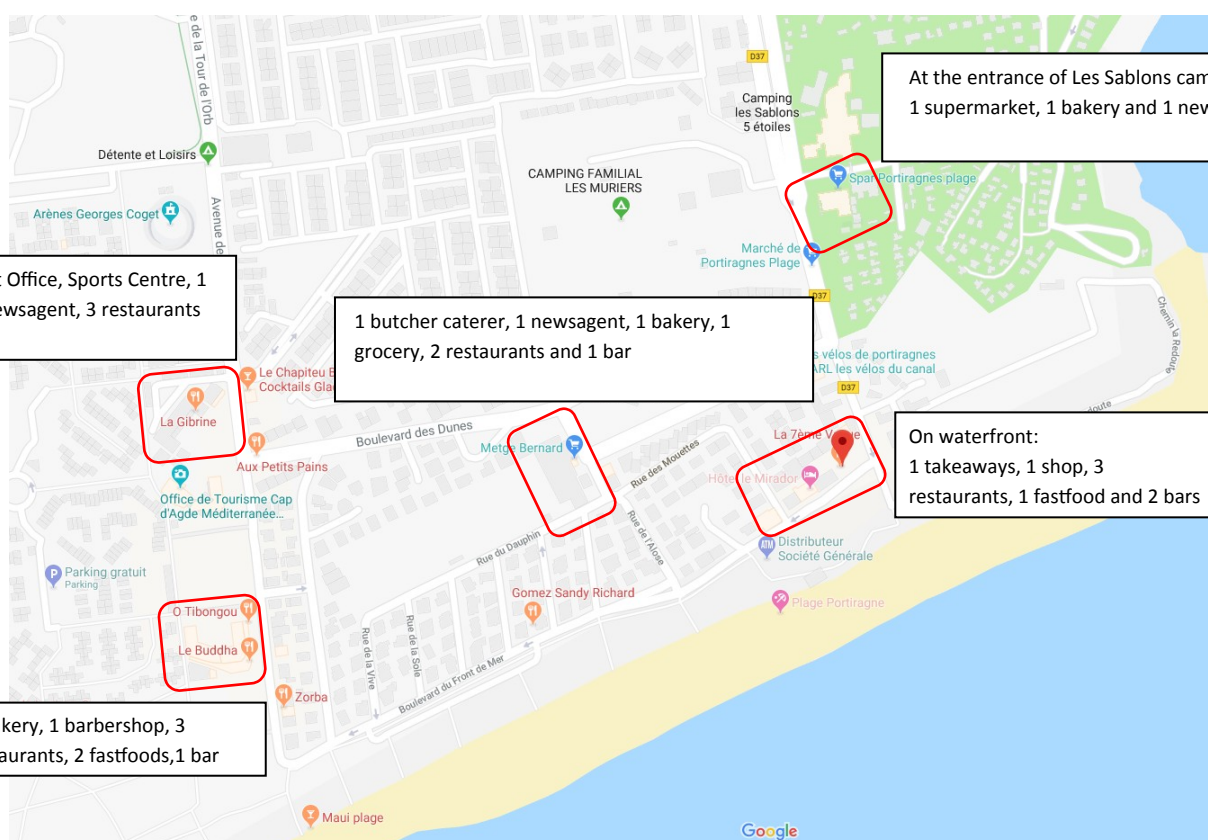 e de la Tour de l'Orb
D37
At the entrance of Les Sablons
1 supermarket, 1 bakery and 1
Camping
les Sablons
5 étoiles
Détente et Loisirs
CAMPING FAMILIAL
LES MURIERS
Spar Portiragnes plage
Arènes Georges Coget
Avenue de
Marché de
Portiragnes Plage
Office, Sports Centre, 1
3 restaurants
D37
Chemin la Redoute
1 butcher caterer, 1 newsagent, 1 bakery, 1
grocery, 2 restaurants and 1 bar
vélos de portiragnes
les vélos du canal
Le Chapiteu
Cocktails
D37
La Gibrine
Boulevard des Dunes
Metge Bernard
La 7ème
Rue des Mouettes
On waterfront:
1 takeaways, 1 shop, 3
restaurants, 1 fastfood and 2 bars
Aux Petits Pains
Hôtel le Mirador
Office de Tourisme Cap
d'Agde Méditerranée...
Rue de l'Alose
Rue du Dauphin
ATM
Distributeur
Société Générale
Parking gratuit
Parking
Gomez Sandy Richard
Plage Portiragne
O Tibongou
Le Buddha
Rue de la Vive
Rue de la Sole
Boulevard du Front de Mer
Zorba
1 barbershop, 3
2 fastfoods,1 bar
Maui plage
Google